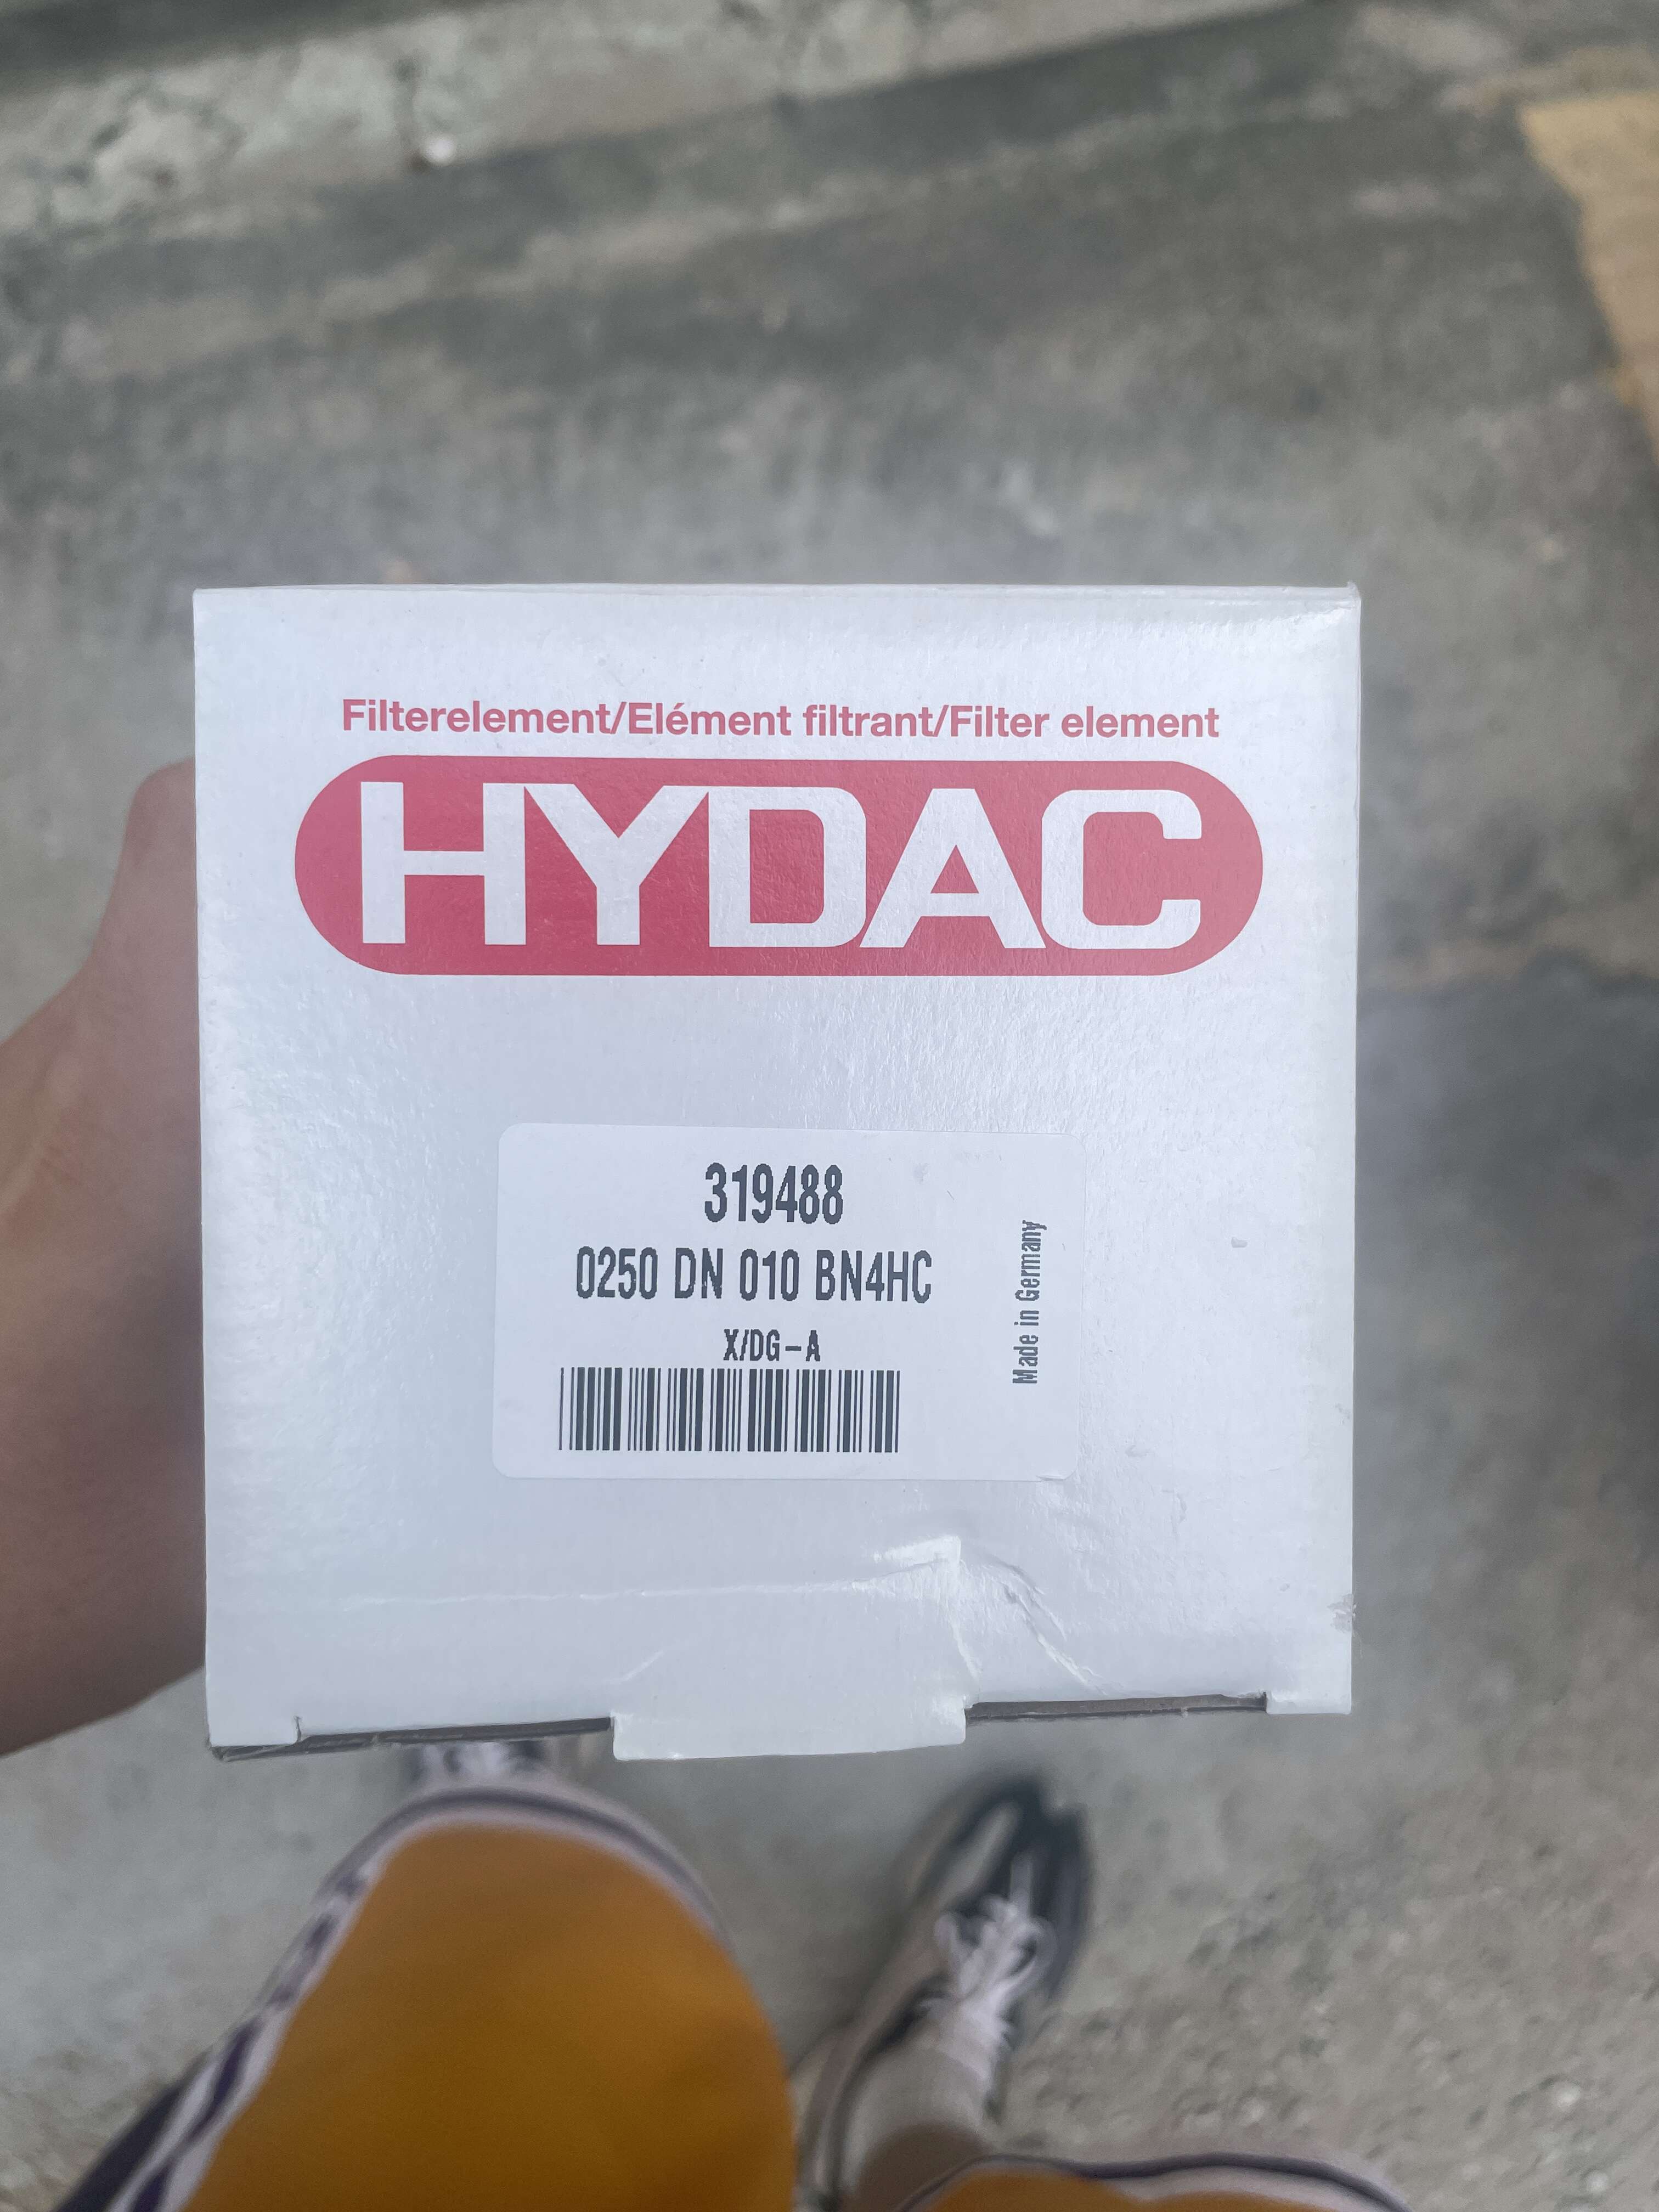 Filterelement/Elément filtrant/Filter element
HYDAC
319488
0250 DN 010 BN4HC
X/DG-A
Made in Germany